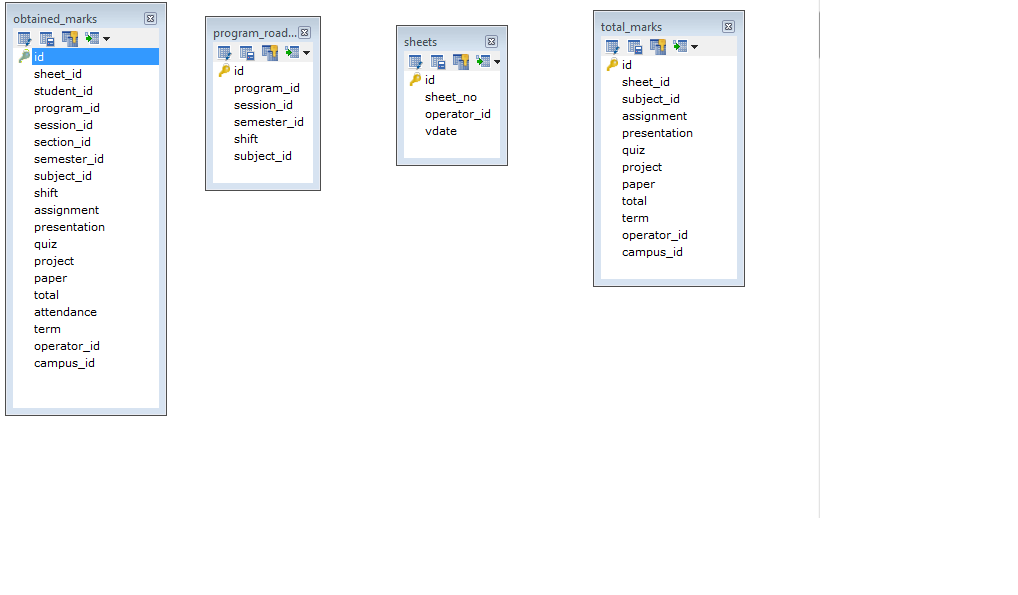 obtained_marks
id
sheet_id
student_id
program_id
session_id
section_id
semester_id
subject_id
shift
assignment
presentation
quiz
project
paper
total
attendance
term
operator_id
campus_id
program_road...
id
program_id
session_id
semester_id
shift
subject_id
sheets
id
sheet_no
operator_id
vdate
total_marks
id
sheet_id
subject_id
assignment
presentation
quiz
project
paper
total
term
operator_id
campus_id